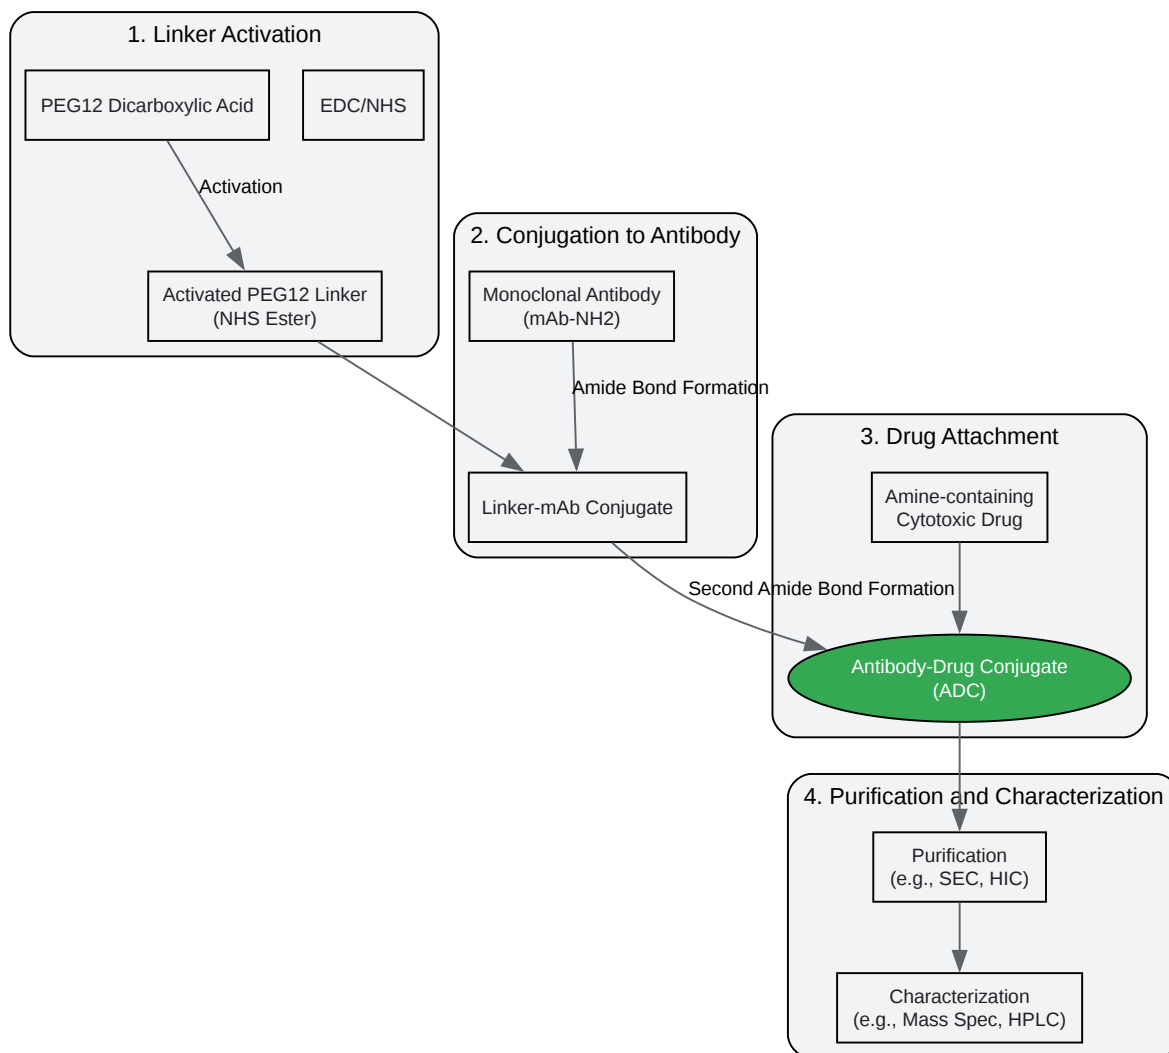 1. Linker Activation
PEG12 Dicarboxylic Acid
EDC/NHS
Activation
Activated PEG12 Linker
(NHS Ester)
2. Conjugation to Antibody
Monoclonal Antibody
(mAb-NH2)
Amide Bond Formation
Linker-mAb Conjugate
3. Drug Attachment
Amine-containing
Cytotoxic Drug
Second Amide Bond Formation
Antibody-Drug Conjugate
(ADC)
4. Purification and Characterization
Purification
(e.g., SEC, HIC)
Characterization
(e.g., Mass Spec, HPLC)